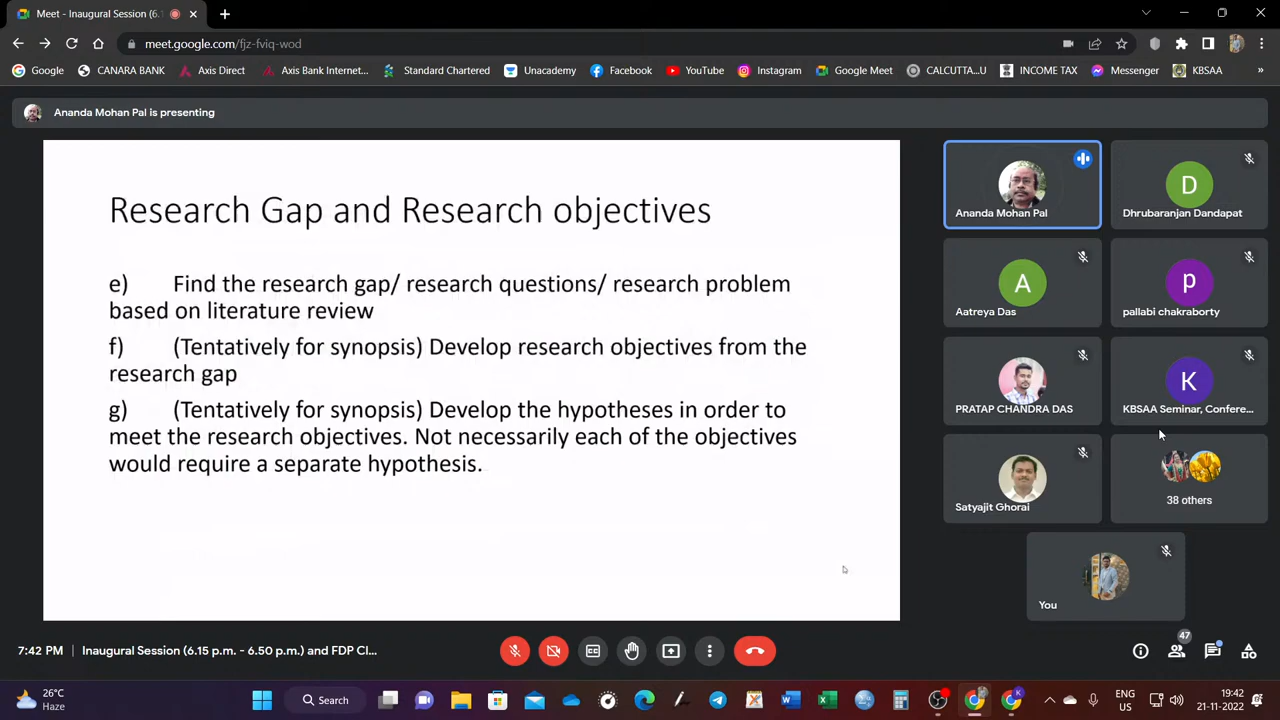 Meet - Inaugural Session (6.1
meet.google.com/fjz-fviq-wod
Google CANARA BANK Axis Direct Axis Bank Internet... Standard Chartered Unacademy Facebook YouTube Instagram Google Meet CALCUTTA...U INCOME TAX Messenger KBSAA »
Ananda Mohan Pal is presenting
Research Gap and Research objectives
e) Find the research gap/ research questions/ research problem
based on literature review
f) (Tentatively for synopsis) Develop research objectives from the
research gap
g) (Tentatively for synopsis) Develop the hypotheses in order to
meet the research objectives. Not necessarily each of the objectives
would require a separate hypothesis.
Ananda Mohan Pal
D
Dhrubaranjan Dandapat
A
Aatreya Das
p
pallabi chakraborty
PRATAP CHANDRA DAS
K
KBSAA Seminar, Confere...
Satyajit Ghorai
38 others
You
7:42 PM | Inaugural Session (6.15 p.m. - 6.50 p.m.) and FDP Cl...
47
26°C
Haze
Search
ENG
US
19:42
21-11-2022